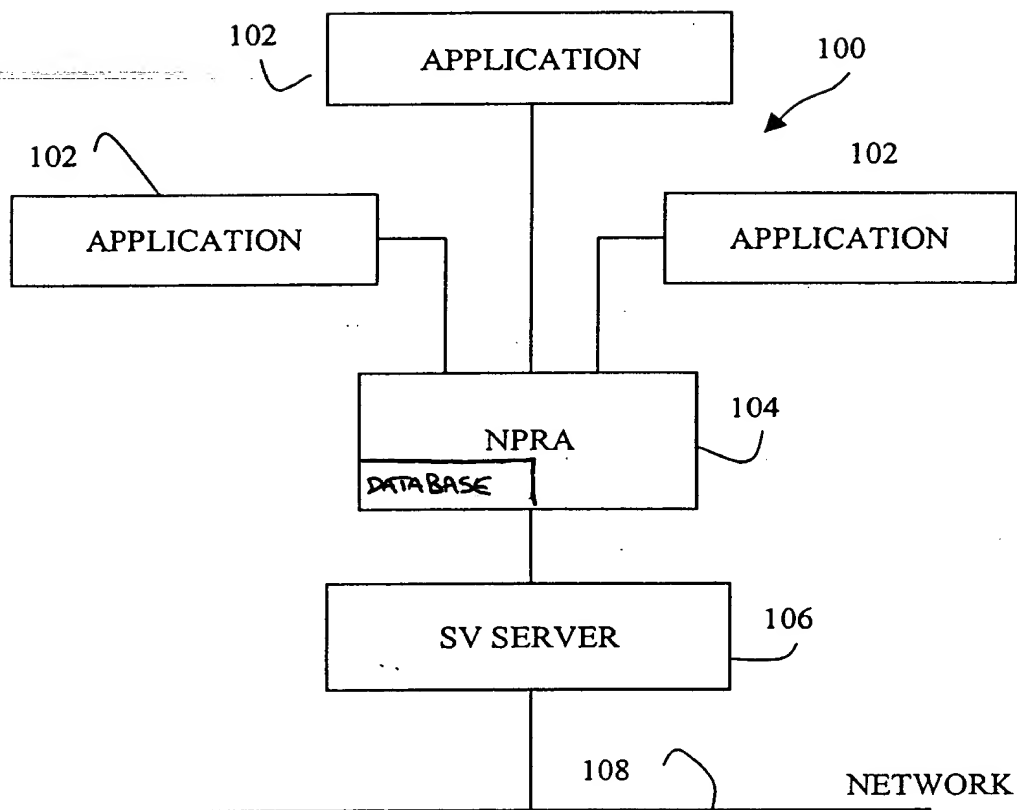 102
APPLICATION
100
102
APPLICATION
102
APPLICATION
104
NPRA
DATABASE
106
SV SERVER
108
NETWORK